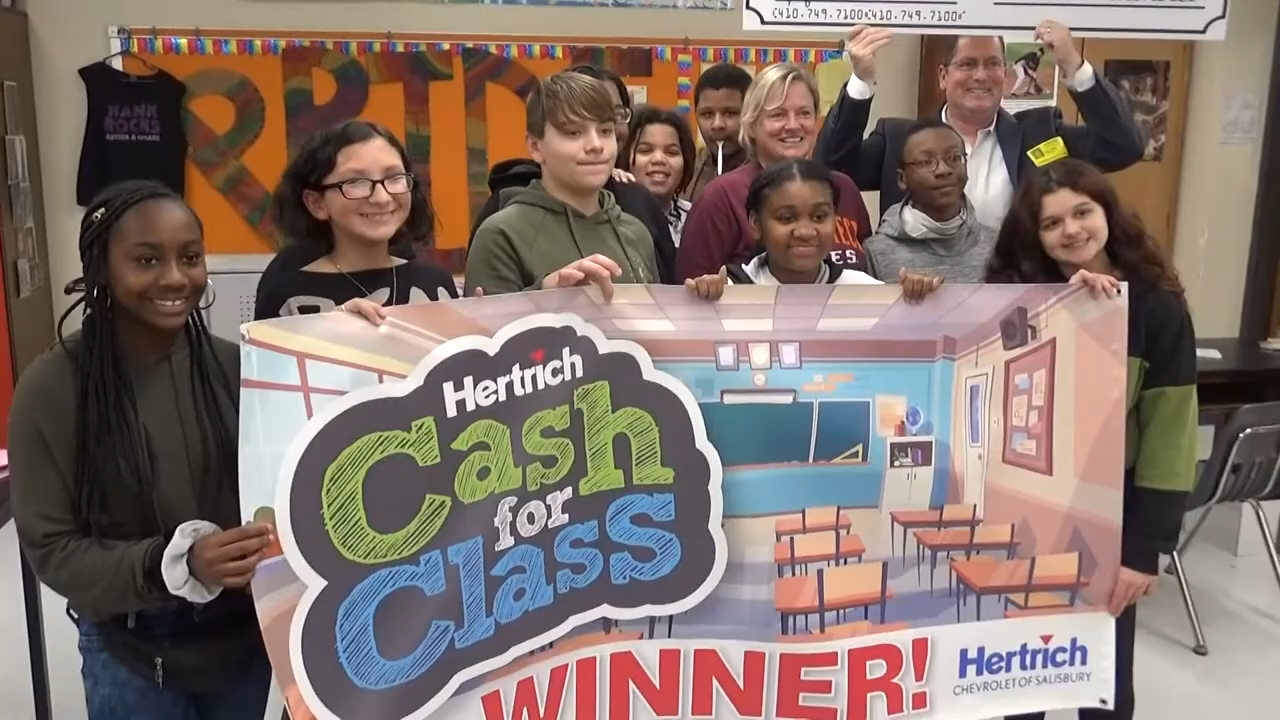 ⑆410.749.7100⑆410.749.7100⑈
HANK
ROCKS
Hertrich
Cash
for
Class
WINNER!
Hertrich
CHEVROLET OF SALISBURY